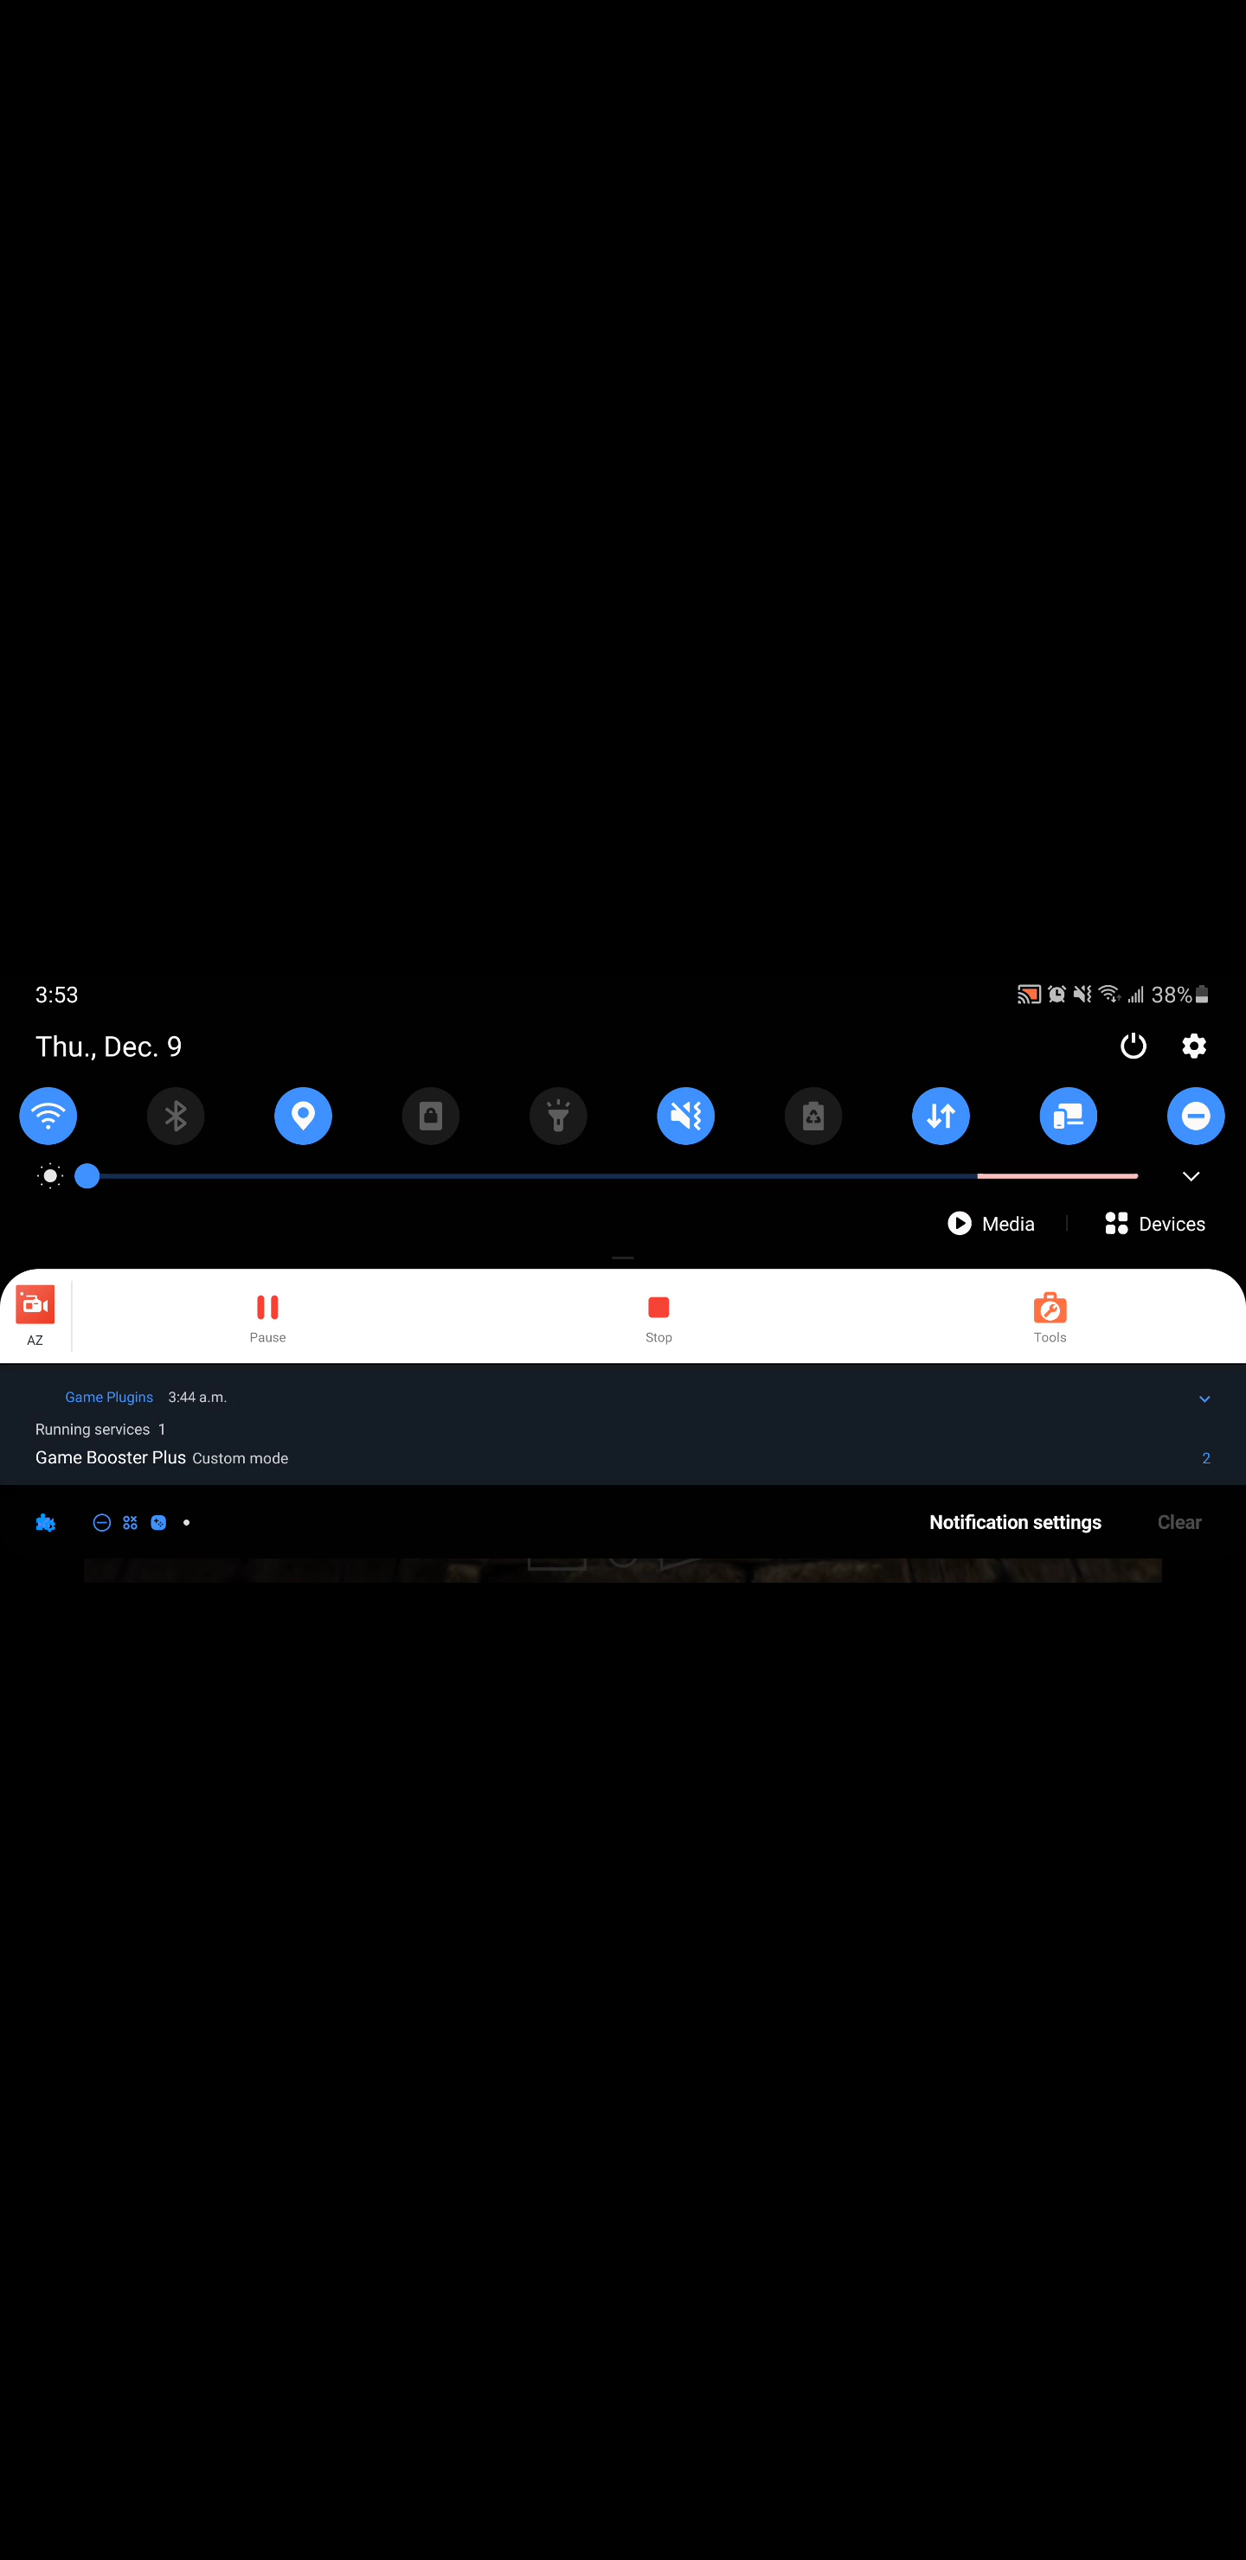 3:53
38%
Thu., Dec. 9
Media
Devices
AZ
Pause
Stop
Tools
Game Plugins 3:44 a.m.
Running services 1
Game Booster Plus Custom mode
2
Notification settings
Clear